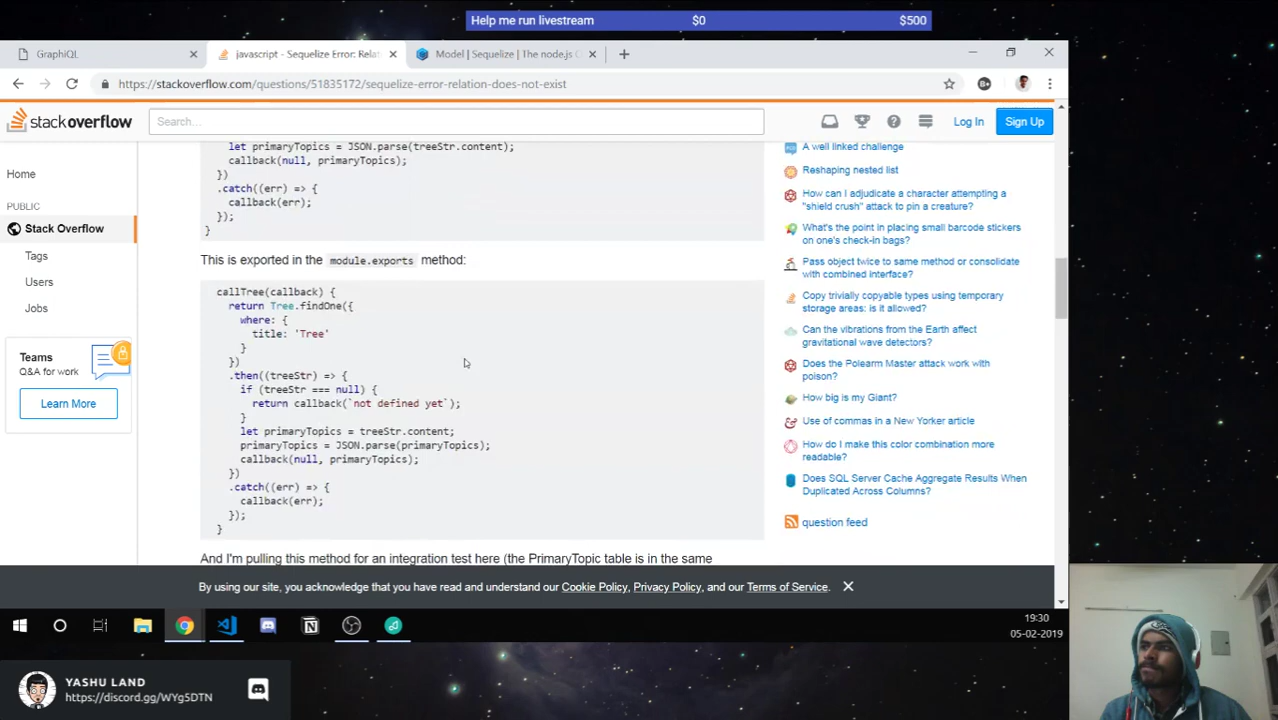 Help me run livestream $0 $500
GraphiQL
javascript - Sequelize Error: Relat
Model | Sequelize | The node.js O
https://stackoverflow.com/questions/51835172/sequelize-error-relation-does-not-exist
stackoverflow
Search...
Log In
Sign Up
Home
PUBLIC
Stack Overflow
Tags
Users
Jobs
Teams
Q&A for work
Learn More
let primaryTopics = JSON.parse(treeStr.content);
callback(null, primaryTopics);
})
.catch((err) => {
callback(err);
});
}
This is exported in the module.exports method:
callTree(callback) {
return Tree.findOne({
where: {
title: 'Tree'
}
})
.then((treeStr) => {
if (treeStr === null) {
return callback(`not defined yet`);
}
let primaryTopics = treeStr.content;
primaryTopics = JSON.parse(primaryTopics);
callback(null, primaryTopics);
})
.catch((err) => {
callback(err);
});
}
And I'm pulling this method for an integration test here (the PrimaryTopic table is in the same
A well linked challenge
Reshaping nested list
How can I adjudicate a character attempting a
"shield crush" attack to pin a creature?
What's the point in placing small barcode stickers
on one's check-in bags?
Pass object twice to same method or consolidate
with combined interface?
Copy trivially copyable types using temporary
storage areas: is it allowed?
Can the vibrations from the Earth affect
gravitational wave detectors?
Does the Polearm Master attack work with
poison?
How big is my Giant?
Use of commas in a New Yorker article
How do I make this color combination more
readable?
Does SQL Server Cache Aggregate Results When
Duplicated Across Columns?
question feed
By using our site, you acknowledge that you have read and understand our Cookie Policy, Privacy Policy, and our Terms of Service.
19:30
05-02-2019
YASHU LAND
https://discord.gg/WYg5DTN